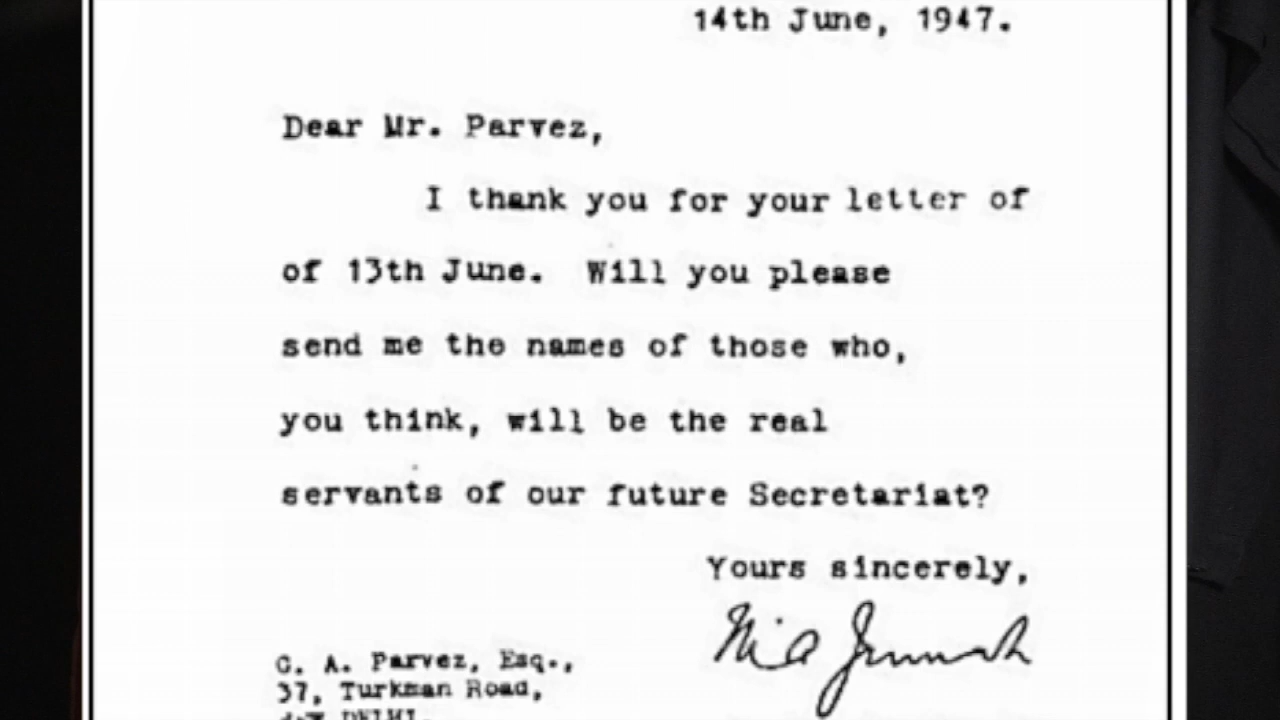 14th June, 1947.
Dear Mr. Parvez,
I thank you for your letter of
of 13th June. Will you please
send me the names of those who,
you think, will be the real
servants of our future Secretariat?
Yours sincerely,
M A Jinnah
G. A. Parvez, Esq.,
37, Turkman Road,
DELHI.